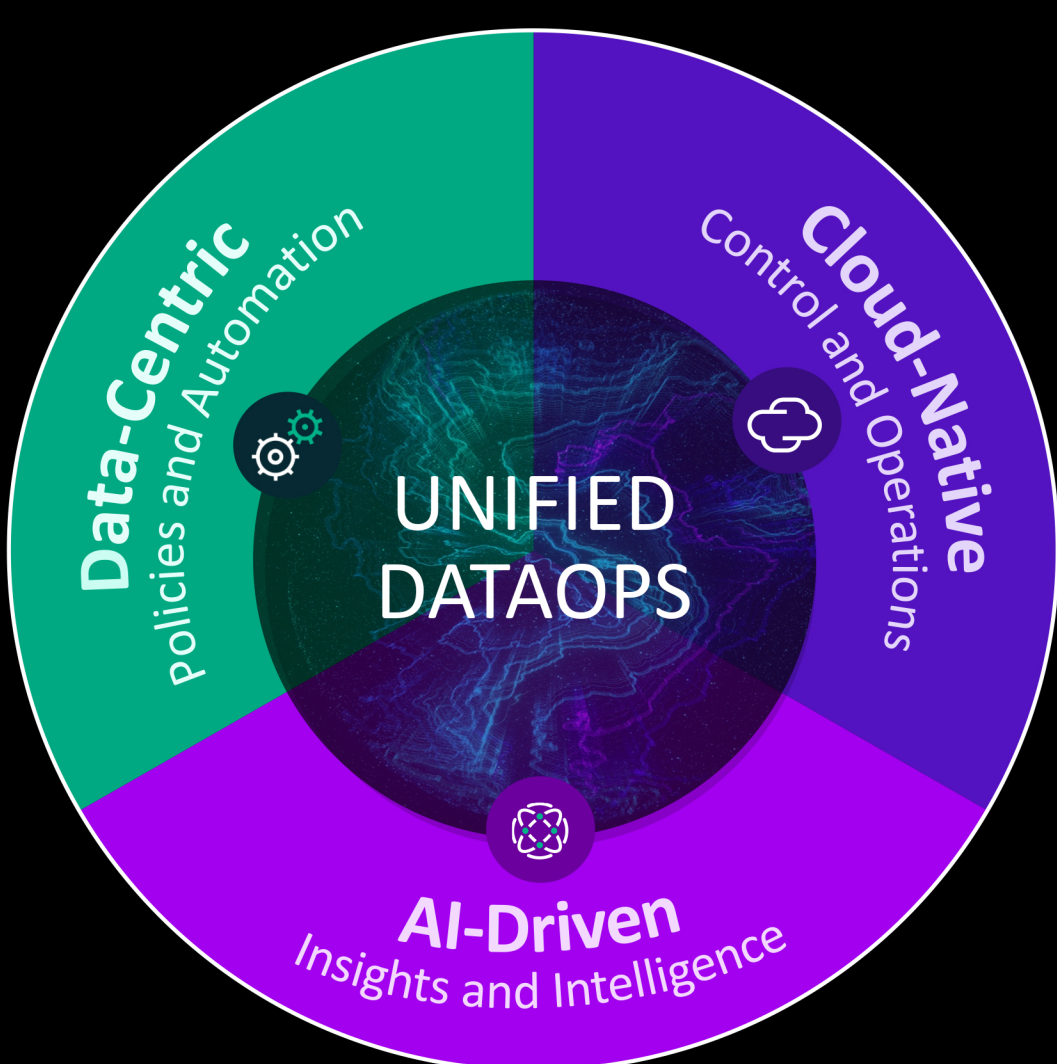 Data-Centric
Policies and Automation
Cloud-Native
Control and Operations
UNIFIED
DATAOPS
AI-Driven
Insights and Intelligence